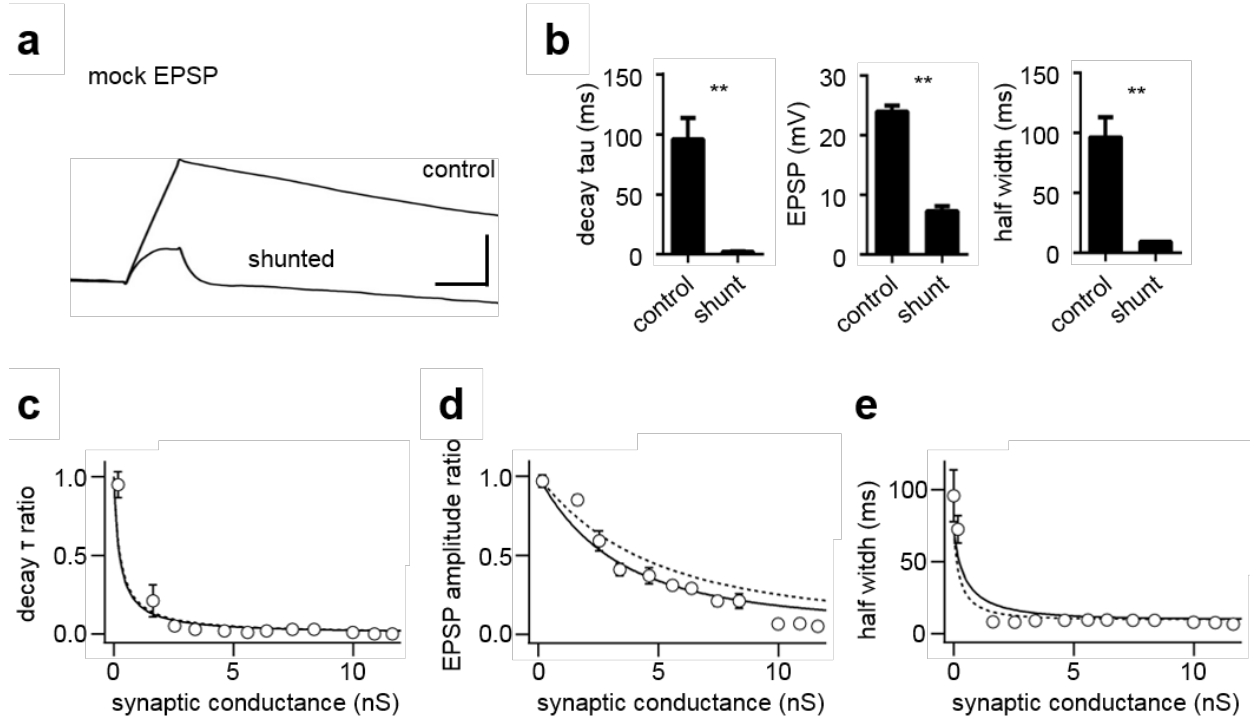 a
mock EPSP
control
shunted
b
decay tau (ms)
150
100
50
0
**
control
shunt
EPSP (mV)
30
20
10
0
**
control
shunt
half width (ms)
150
100
50
0
**
control
shunt
c
decay τ ratio
1.0
0.5
0.0
0
5
10
synaptic conductance (nS)
d
EPSP amplitude ratio
1.0
0.5
0.0
0
5
10
synaptic conductance (nS)
e
half witdh (ms)
100
50
0
0
5
10
synaptic conductance (nS)